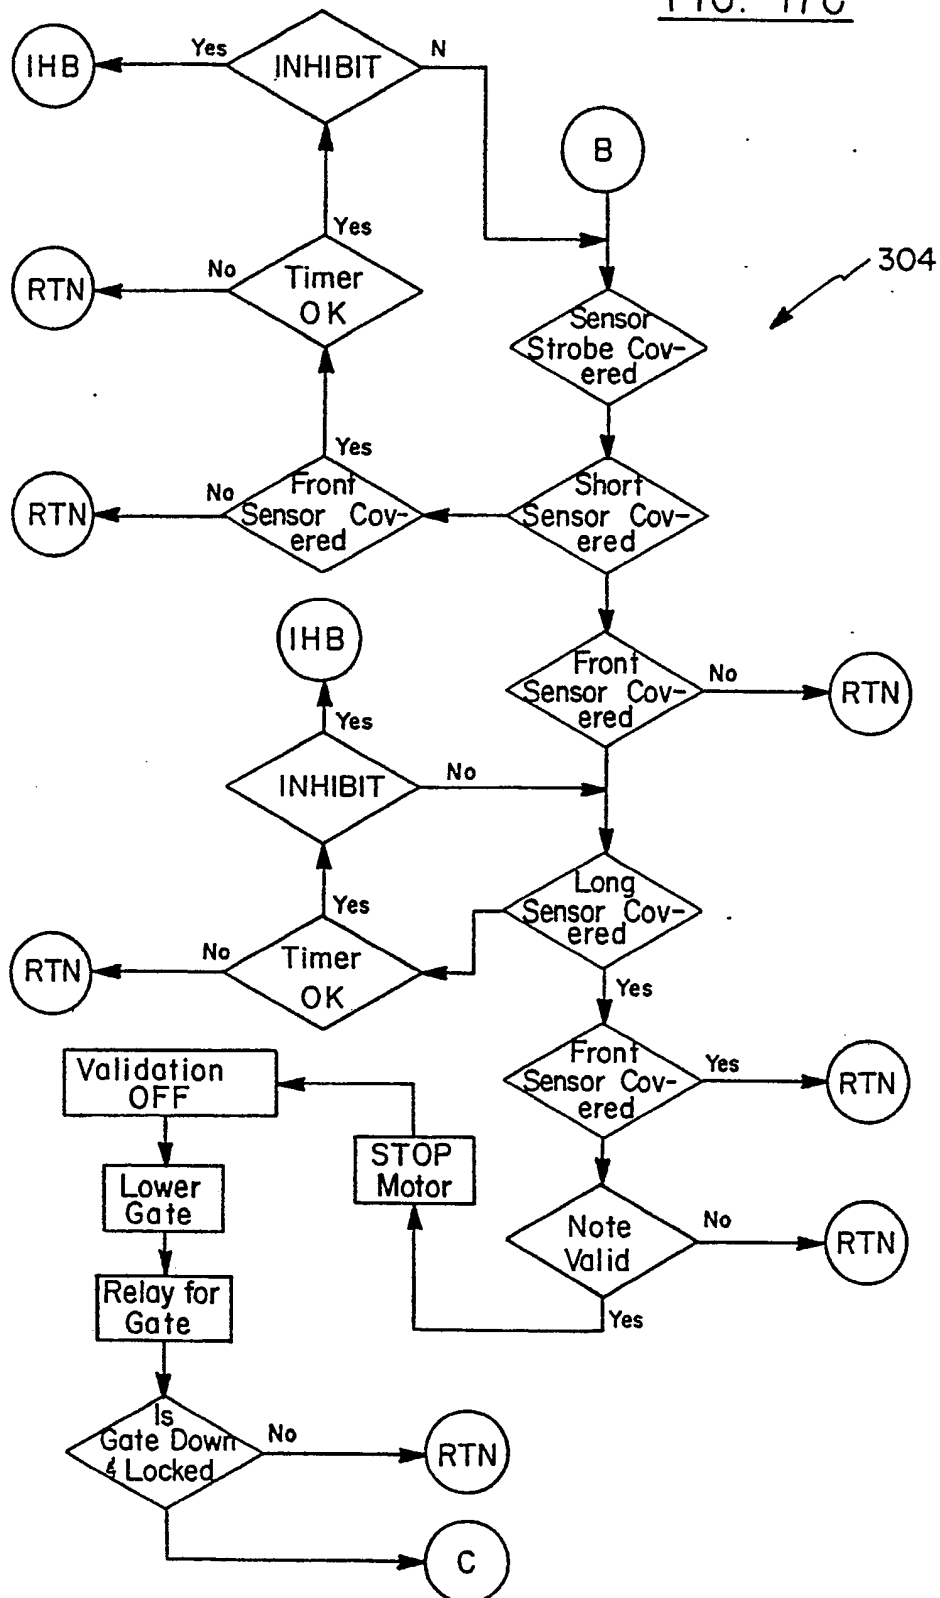 FIG. 17C
IHB
Yes
INHIBIT
N
B
RTN
No
Timer
OK
Yes
304
Sensor
Strobe Cov-
ered
RTN
No
Front
Sensor Cov-
ered
Yes
Short
Sensor Cov-
ered
IHB
Yes
INHIBIT
No
Front
Sensor Cov-
ered
No
RTN
RTN
No
Timer
OK
Yes
Long
Sensor Cov-
ered
Yes
Front
Sensor Cov-
ered
Yes
RTN
Validation
OFF
STOP
Motor
Lower
Gate
Note
Valid
No
RTN
Yes
Relay for
Gate
Is
Gate Down
& Locked
No
RTN
C